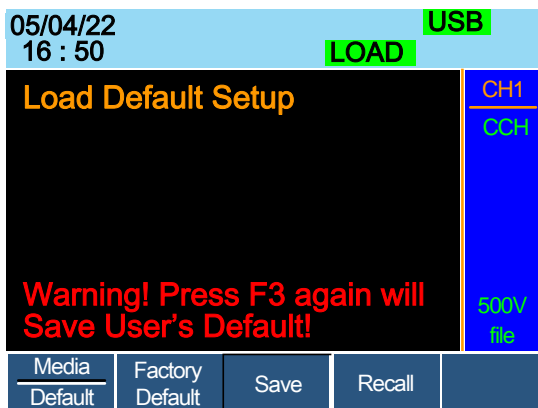 05/04/22
USB
16 : 50
LOAD
Load Default Setup
CH1
CCH
Warning! Press F3 again will
Save User's Default!
500V
file
Media
Default
Factory
Default
Save
Recall